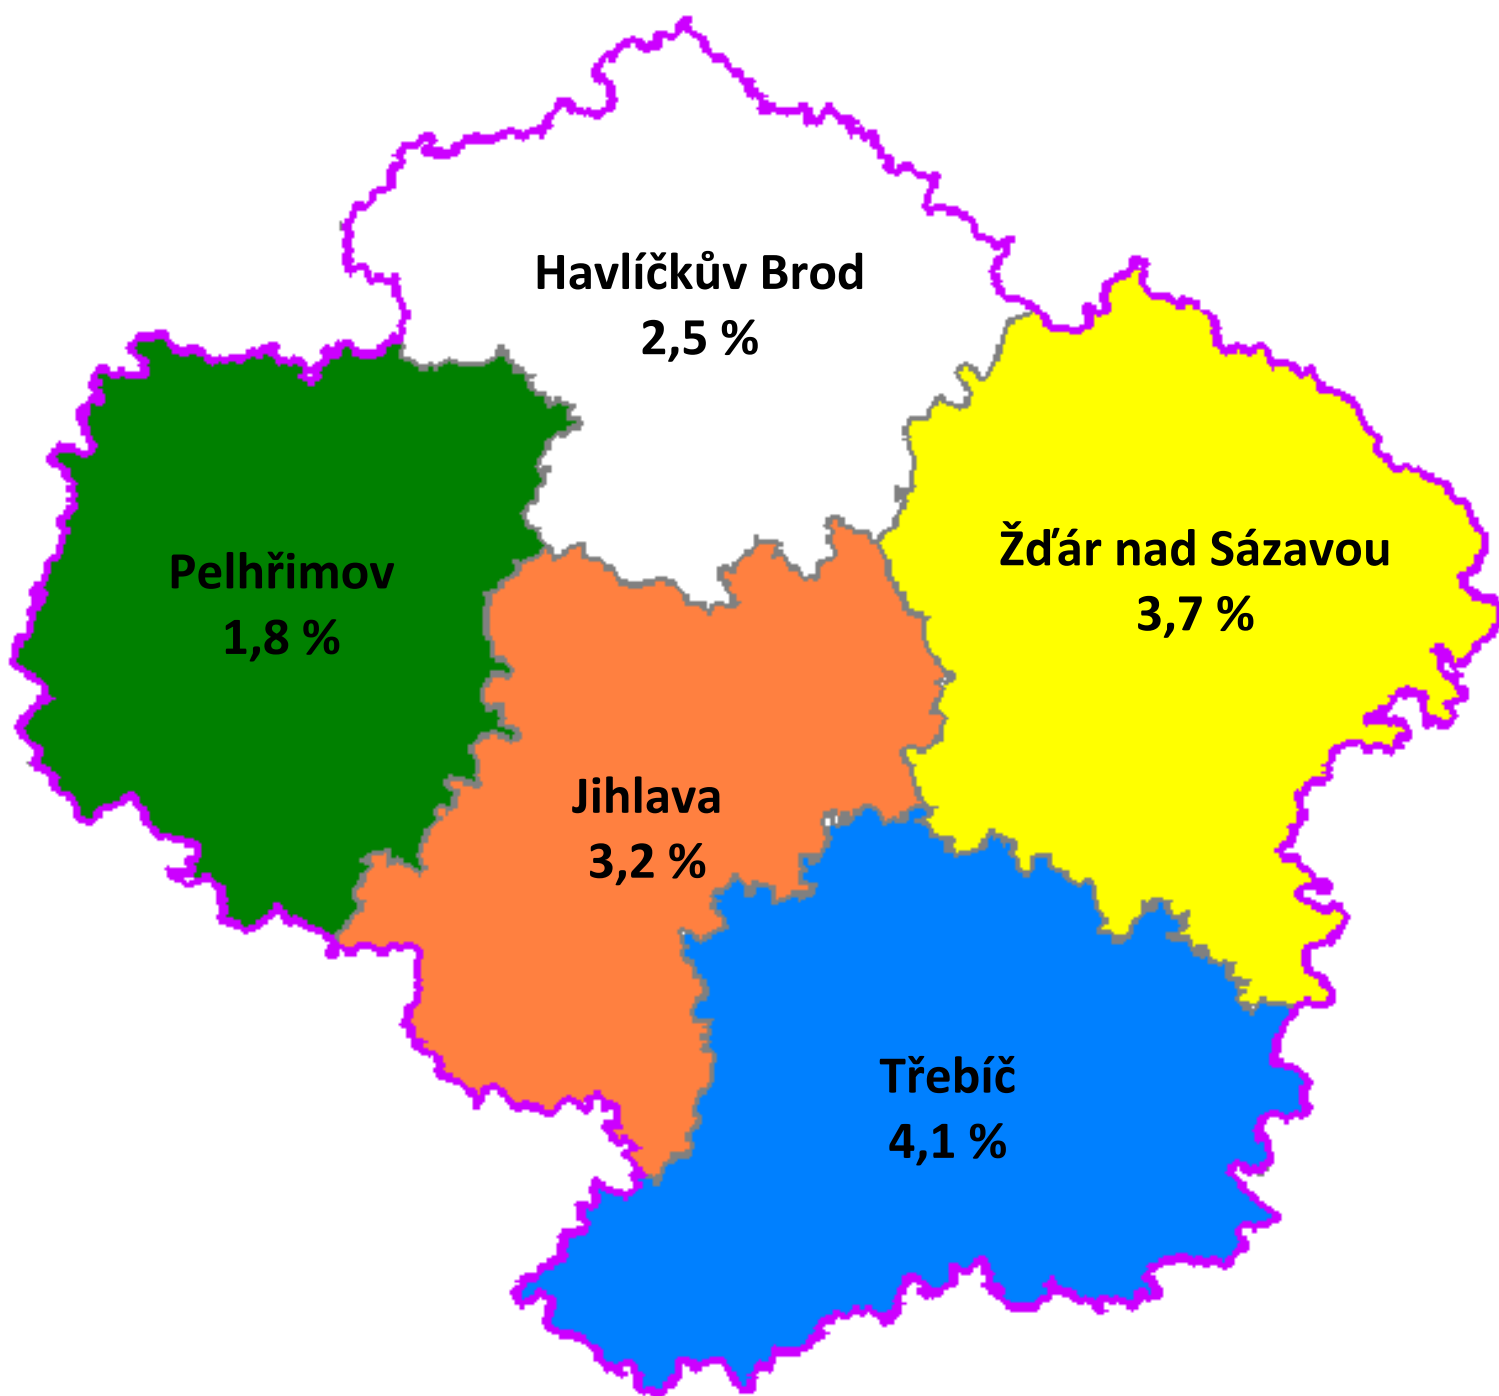 Havlíčkův Brod
2,5 %
Žďár nad Sázavou
3,7 %
Pelhřimov
1,8 %
Jihlava
3,2 %
Třebíč
4,1 %